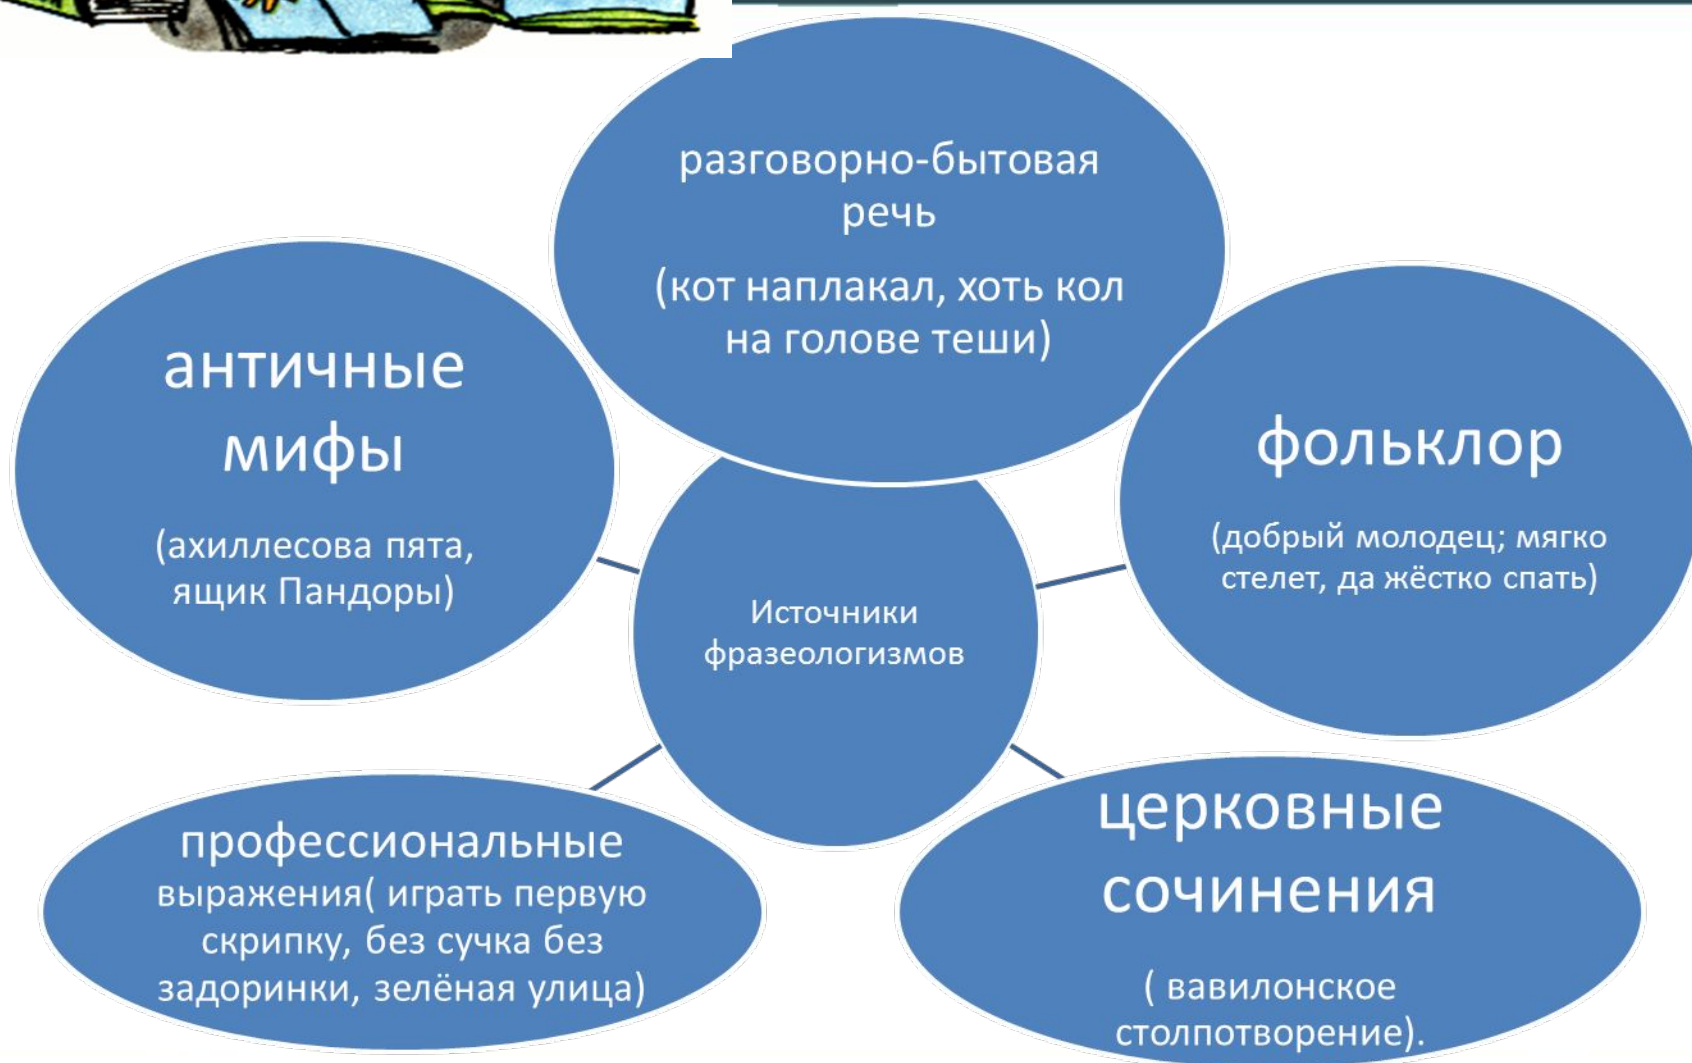 разговорно-бытовая
речь
(кот наплакал, хоть кол
на голове теши)
античные
мифы
(ахиллесова пята,
ящик Пандоры)
фольклор
(добрый молодец; мягко
стелет, да жёстко спать)
Источники
фразеологизмов
профессиональные
выражения( играть первую
скрипку, без сучка без
задоринки, зелёная улица)
церковные
сочинения
( вавилонское
столпотворение).